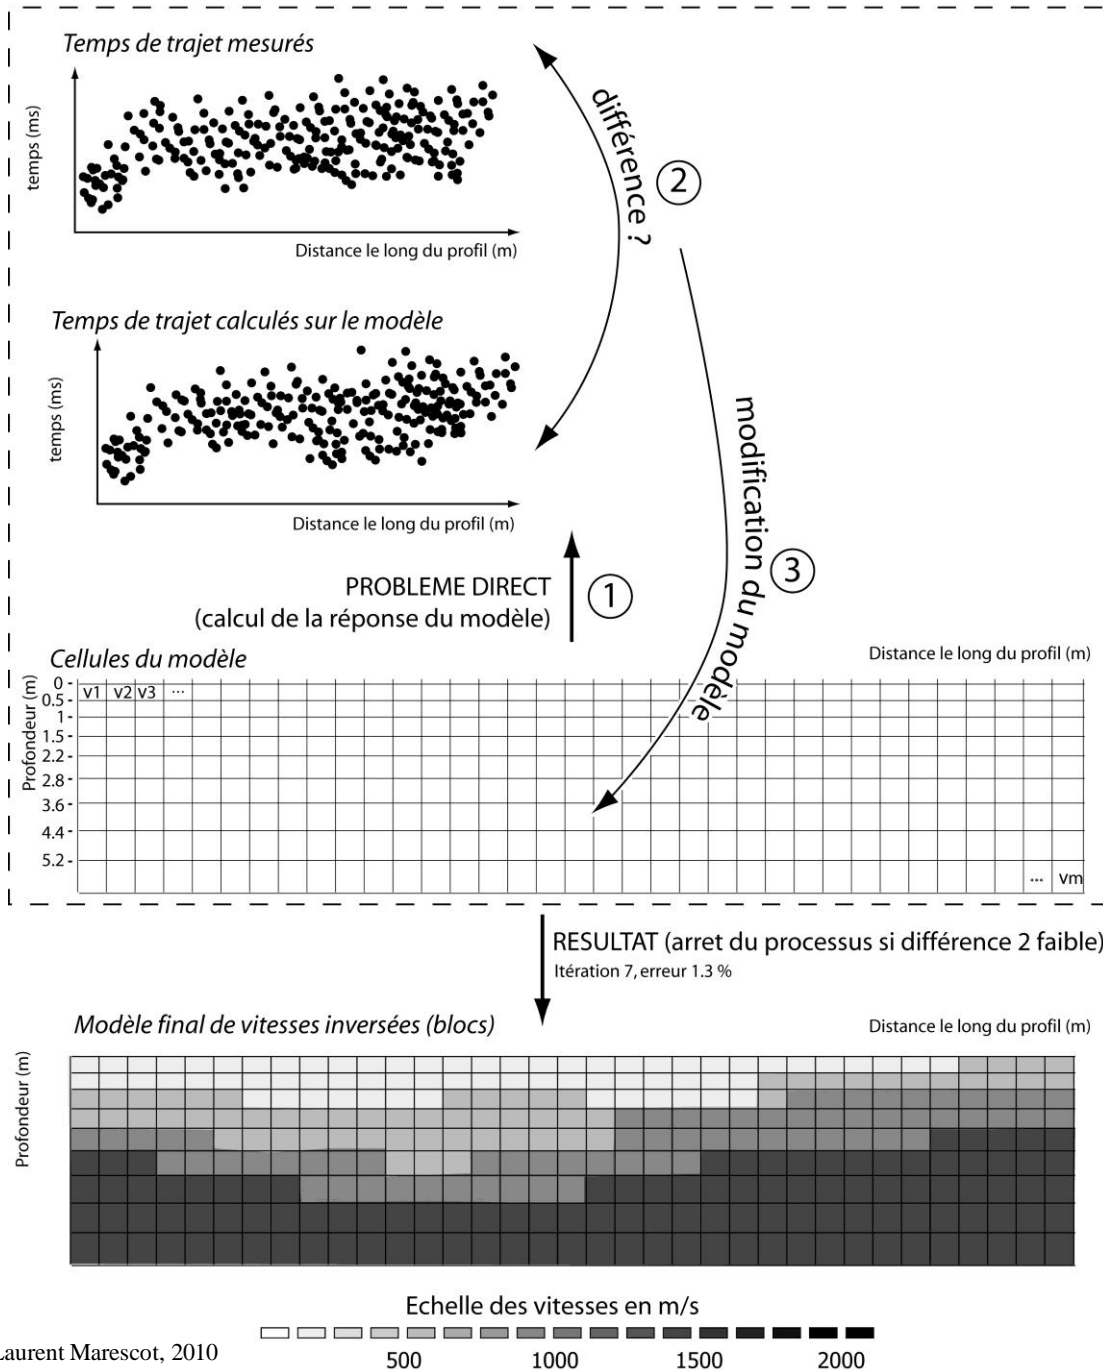 Temps de trajet mesurés
temps (ms)
Distance le long du profil (m)
différence ?
2
Temps de trajet calculés sur le modèle
temps (ms)
Distance le long du profil (m)
modification du modèle
3
PROBLEME DIRECT
(calcul de la réponse du modèle)
1
Cellules du modèle
Distance le long du profil (m)
Profondeur (m)
0 -
0.5 -
1 -
1.5 -
2.2 -
2.8 -
3.6 -
4.4 -
5.2 -
v1 v2 v3 ...
... vm
RESULTAT (arret du processus si différence 2 faible)
Itération 7, erreur 1.3 %
Modèle final de vitesses inversées (blocs)
Distance le long du profil (m)
Profondeur (m)
Echelle des vitesses en m/s
500 1000 1500 2000
Laurent Marescot, 2010